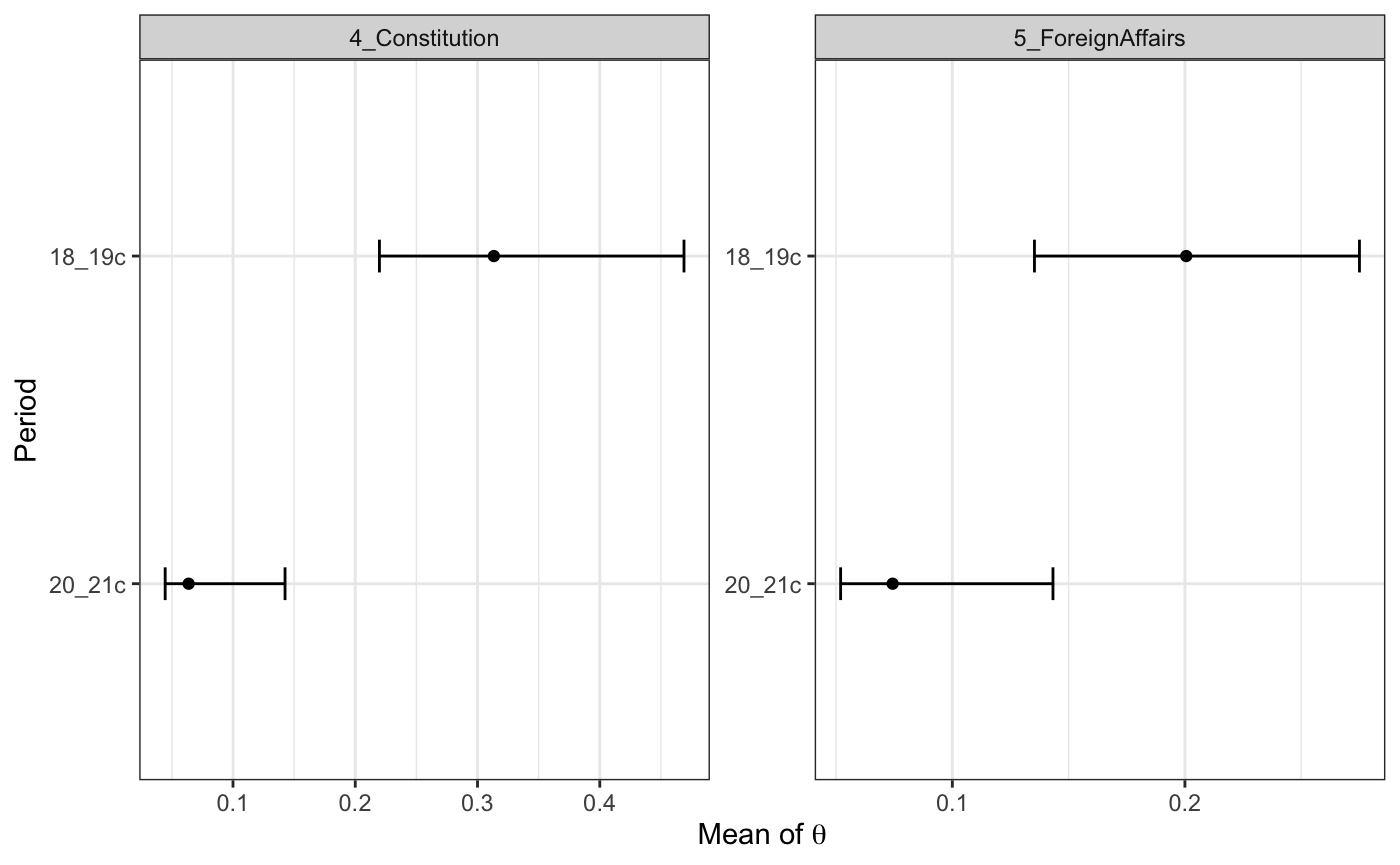 4_Constitution
5_ForeignAffairs
Period
18_19c
20_21c
18_19c
20_21c
0.1 0.2 0.3 0.4
0.1 0.2
Mean of θ